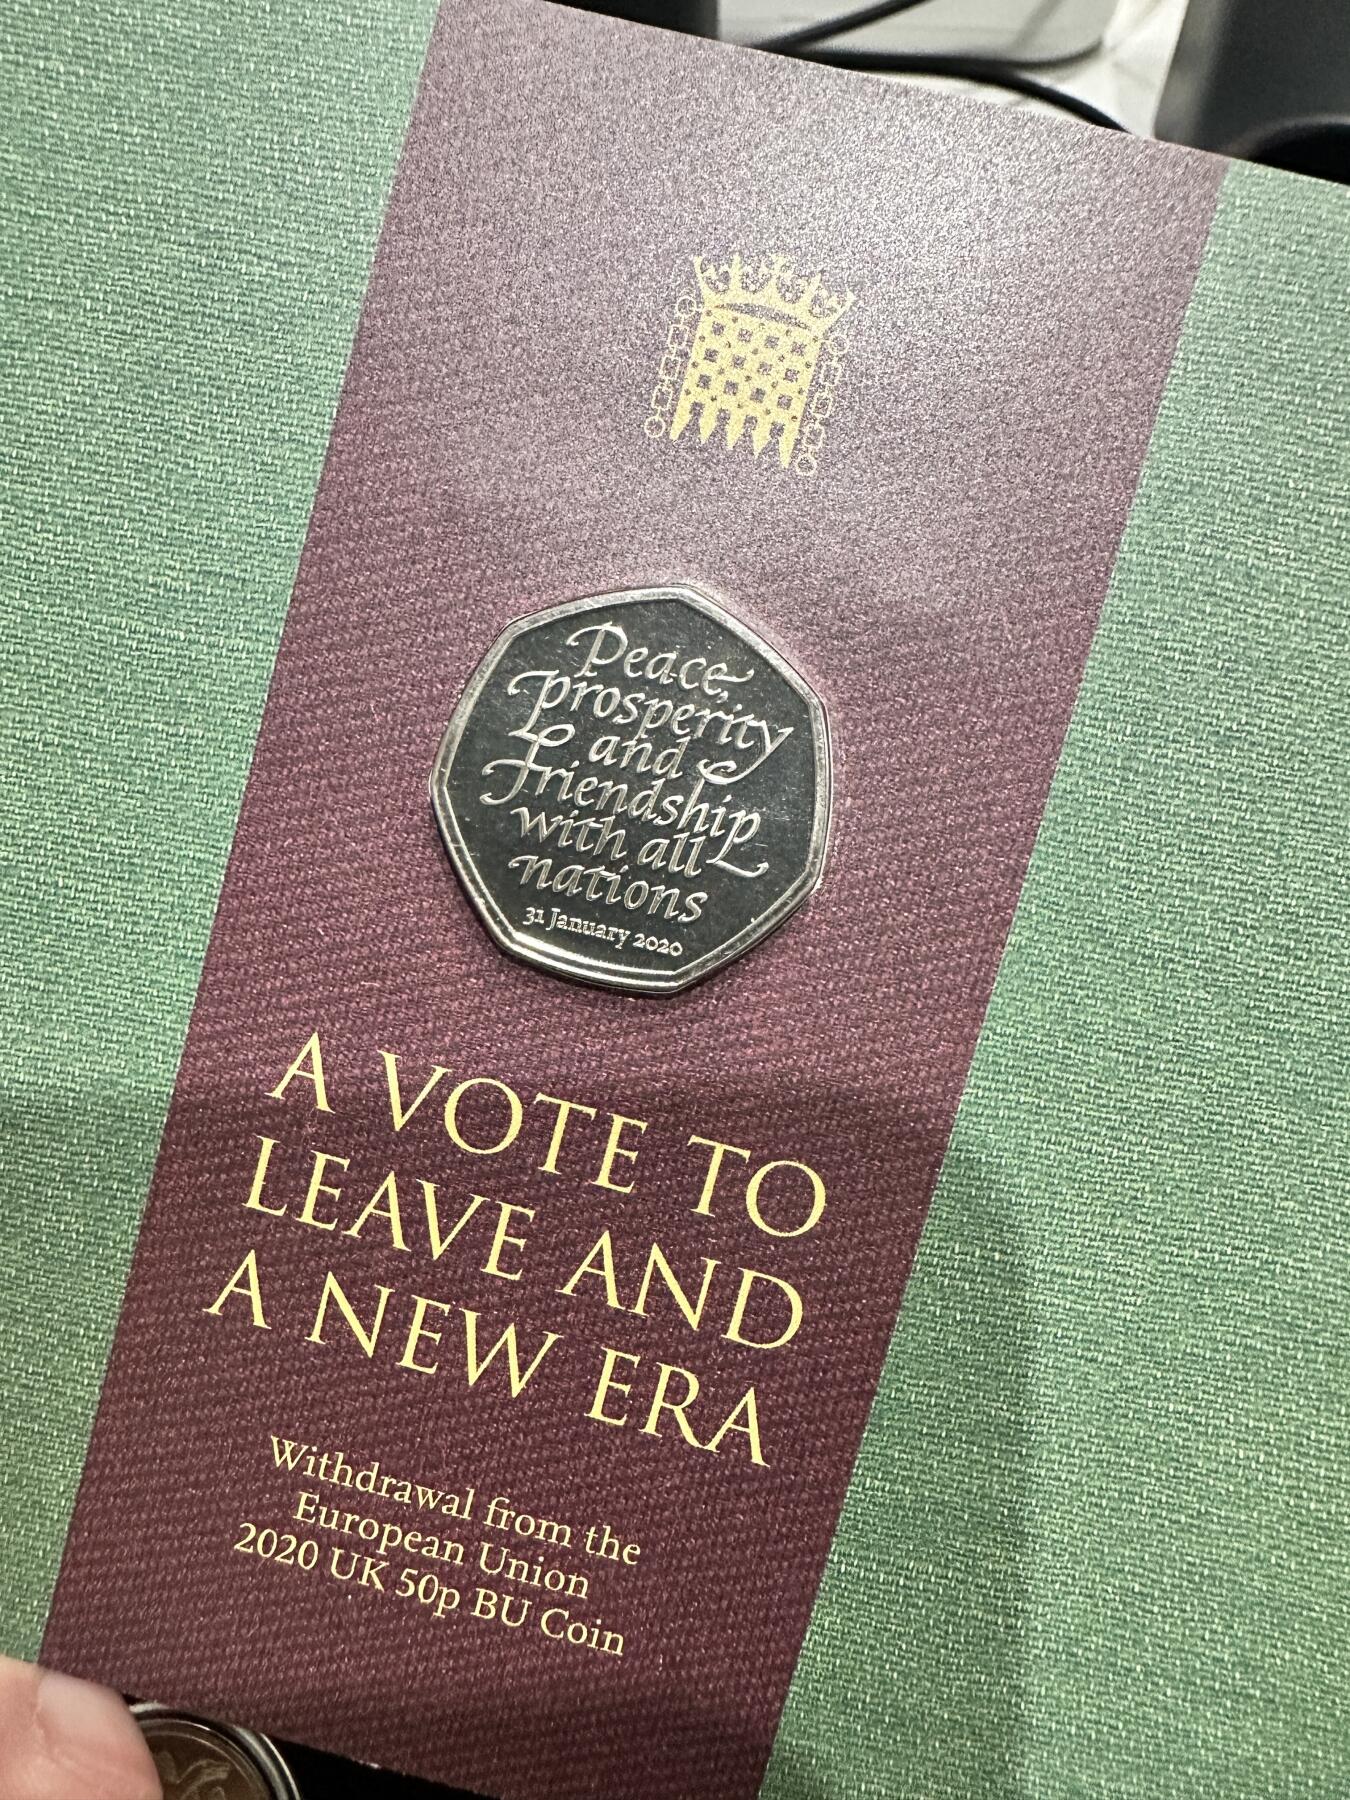 Peace,
prosperity
and
friendship
with all
nations
31 January 2020
A VOTE TO
LEAVE AND
A NEW ERA
Withdrawal from the
European Union
2020 UK 50p BU Coin